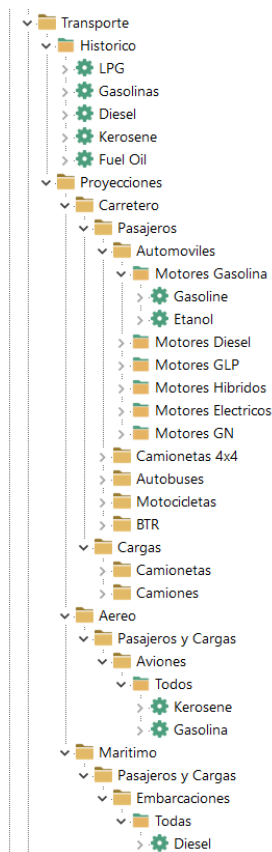 Transporte
Historico
LPG
Gasolinas
Diesel
Kerosene
Fuel Oil
Proyecciones
Carretero
Pasajeros
Automoviles
Motores Gasolina
Gasoline
Etanol
Motores Diesel
Motores GLP
Motores Hibridos
Motores Electricos
Motores GN
Camionetas 4x4
Autobuses
Motocicletas
BTR
Cargas
Camionetas
Camiones
Aereo
Pasajeros y Cargas
Aviones
Todos
Kerosene
Gasolina
Maritimo
Pasajeros y Cargas
Embarcaciones
Todas
Diesel